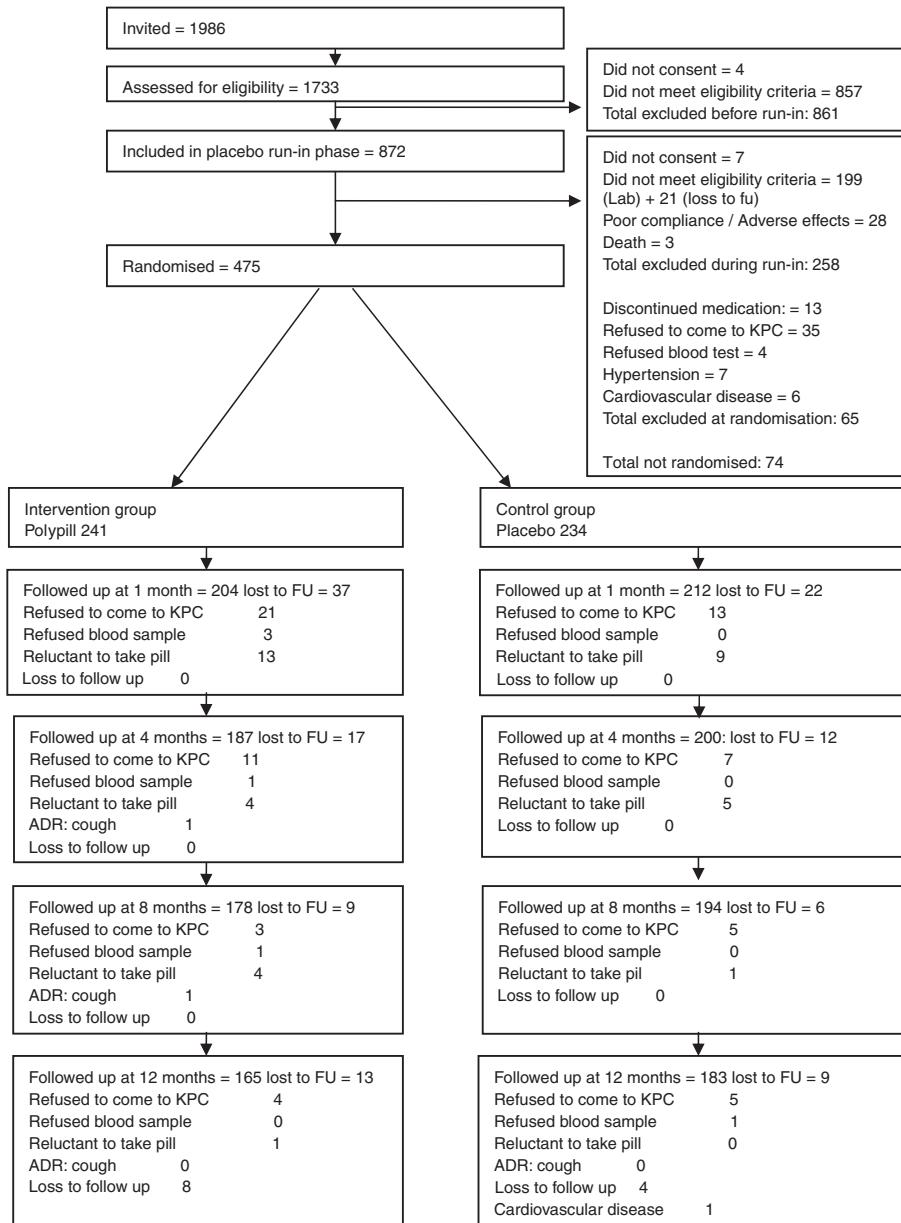 Invited = 1986
Assessed for eligibility = 1733
Did not consent = 4
Did not meet eligibility criteria = 857
Total excluded before run-in: 861
Included in placebo run-in phase = 872
Did not consent = 7
Did not meet eligibility criteria = 199
(Lab) + 21 (loss to fu)
Poor compliance / Adverse effects = 28
Death = 3
Total excluded during run-in: 258
Discontinued medication: = 13
Refused to come to KPC = 35
Refused blood test = 4
Hypertension = 7
Cardiovascular disease = 6
Total excluded at randomisation: 65
Total not randomised: 74
Randomised = 475
Intervention group
Polypill 241
Followed up at 1 month = 204 lost to FU = 37
Refused to come to KPC 21
Refused blood sample 3
Reluctant to take pill 13
Loss to follow up 0
Followed up at 4 months = 187 lost to FU = 17
Refused to come to KPC 11
Refused blood sample 1
Reluctant to take pill 4
ADR: cough 1
Loss to follow up 0
Followed up at 8 months = 178 lost to FU = 9
Refused to come to KPC 3
Refused blood sample 1
Reluctant to take pill 4
ADR: cough 1
Loss to follow up 0
Followed up at 12 months = 165 lost to FU = 13
Refused to come to KPC 4
Refused blood sample 0
Reluctant to take pill 1
ADR: cough 0
Loss to follow up 8
Control group
Placebo 234
Followed up at 1 month = 212 lost to FU = 22
Refused to come to KPC 13
Refused blood sample 0
Reluctant to take pill 9
Loss to follow up 0
Followed up at 4 months = 200: lost to FU = 12
Refused to come to KPC 7
Refused blood sample 0
Reluctant to take pill 5
Loss to follow up 0
Followed up at 8 months = 194 lost to FU = 6
Refused to come to KPC 5
Refused blood sample 0
Reluctant to take pil 1
Loss to follow up 0
Followed up at 12 months = 183 lost to FU = 9
Refused to come to KPC 5
Refused blood sample 1
Reluctant to take pill 0
ADR: cough 0
Loss to follow up 4
Cardiovascular disease 1